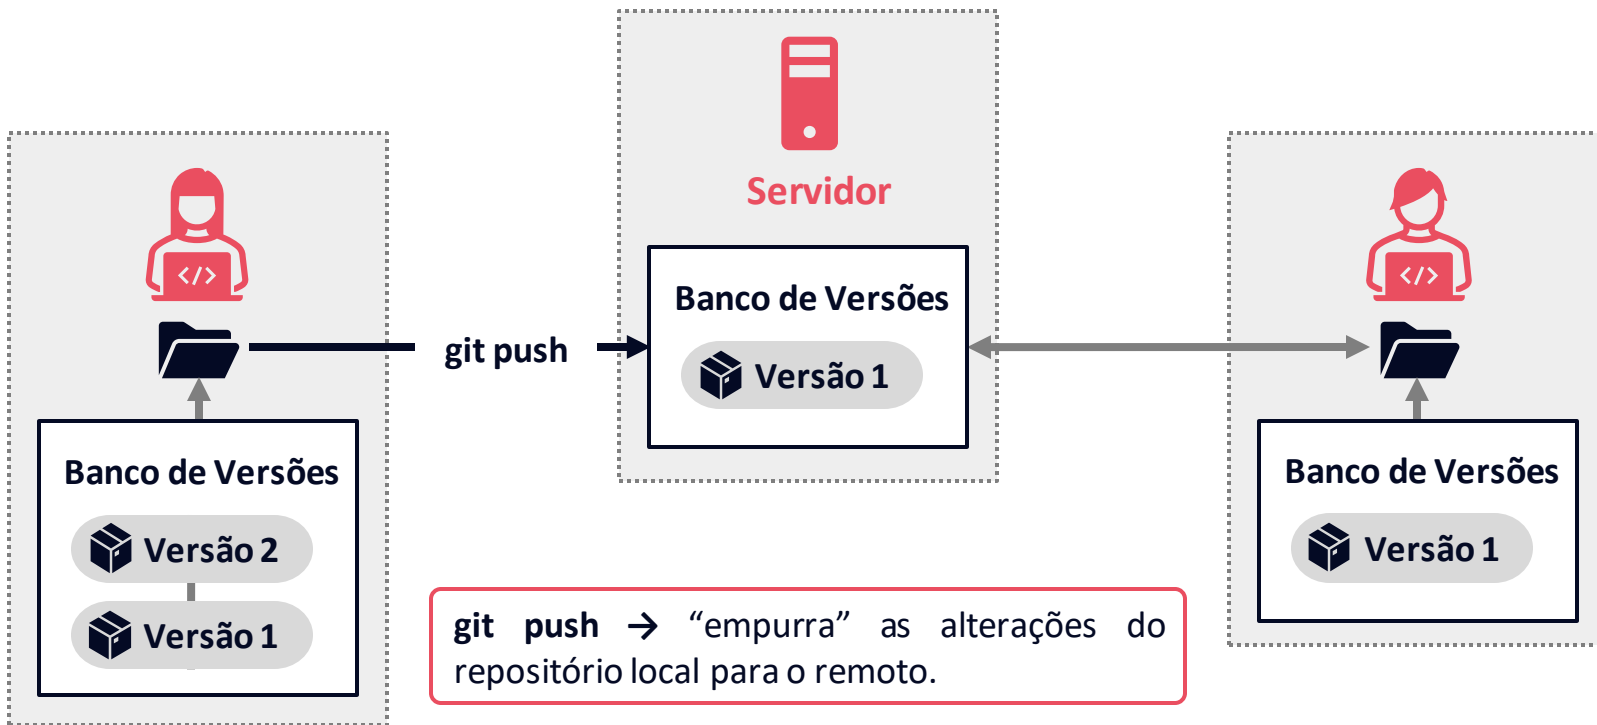 Servidor
Banco de Versões
Versão 1
</>
git push
Banco de Versões
Versão 2
Versão 1
</>
Banco de Versões
Versão 1
git push → “empurra” as alterações do
repositório local para o remoto.